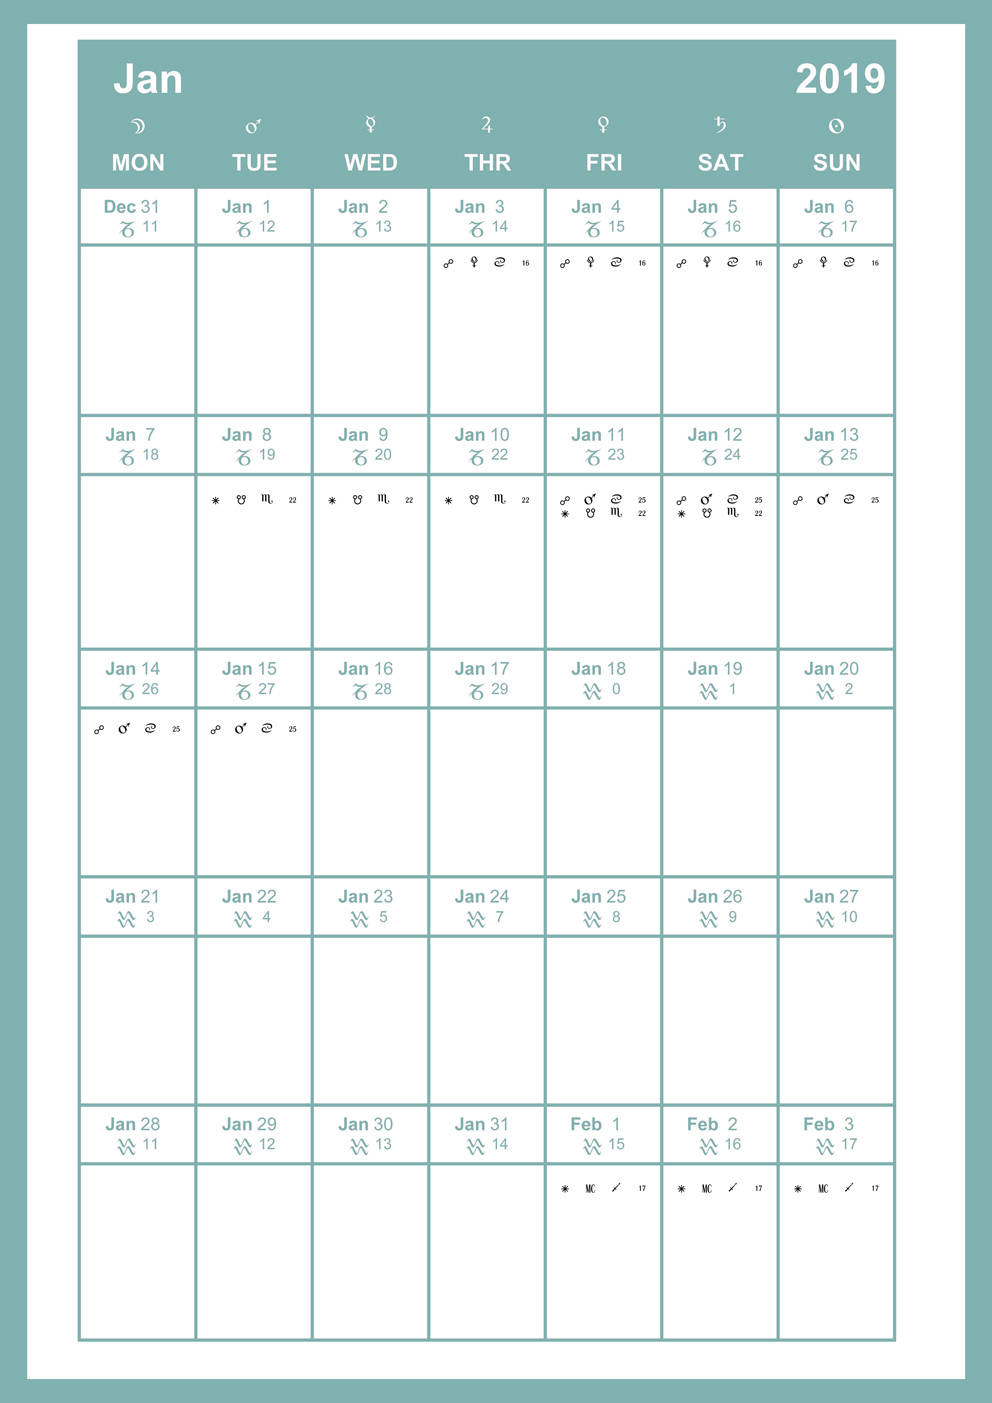 Jan 2019
☽ ♂ ☿ ♃ ♀ ♄ ☉
MON TUE WED THR FRI SAT SUN
Dec 31 Jan 1 Jan 2 Jan 3 Jan 4 Jan 5 Jan 6
♑ 11 ♑ 12 ♑ 13 ♑ 14 ♑ 15 ♑ 16 ♑ 17
☍ ⚴ ♋ 16 ☍ ⚴ ♋ 16 ☍ ⚴ ♋ 16 ☍ ⚴ ♋ 16
Jan 7 Jan 8 Jan 9 Jan 10 Jan 11 Jan 12 Jan 13
♑ 18 ♑ 19 ♑ 20 ♑ 22 ♑ 23 ♑ 24 ♑ 25
⚹ ☋ ♏ 22 ⚹ ☋ ♏ 22 ⚹ ☋ ♏ 22 ☍ ♂ ♋ 25 ☍ ♂ ♋ 25 ☍ ♂ ♋ 25
⚹ ☋ ♏ 22 ⚹ ☋ ♏ 22
Jan 14 Jan 15 Jan 16 Jan 17 Jan 18 Jan 19 Jan 20
♑ 26 ♑ 27 ♑ 28 ♑ 29 ♒ 0 ♒ 1 ♒ 2
☍ ♂ ♋ 25 ☍ ♂ ♋ 25
Jan 21 Jan 22 Jan 23 Jan 24 Jan 25 Jan 26 Jan 27
♒ 3 ♒ 4 ♒ 5 ♒ 7 ♒ 8 ♒ 9 ♒ 10
Jan 28 Jan 29 Jan 30 Jan 31 Feb 1 Feb 2 Feb 3
♒ 11 ♒ 12 ♒ 13 ♒ 14 ♒ 15 ♒ 16 ♒ 17
⚹ MC ♐ 17 ⚹ MC ♐ 17 ⚹ MC ♐ 17